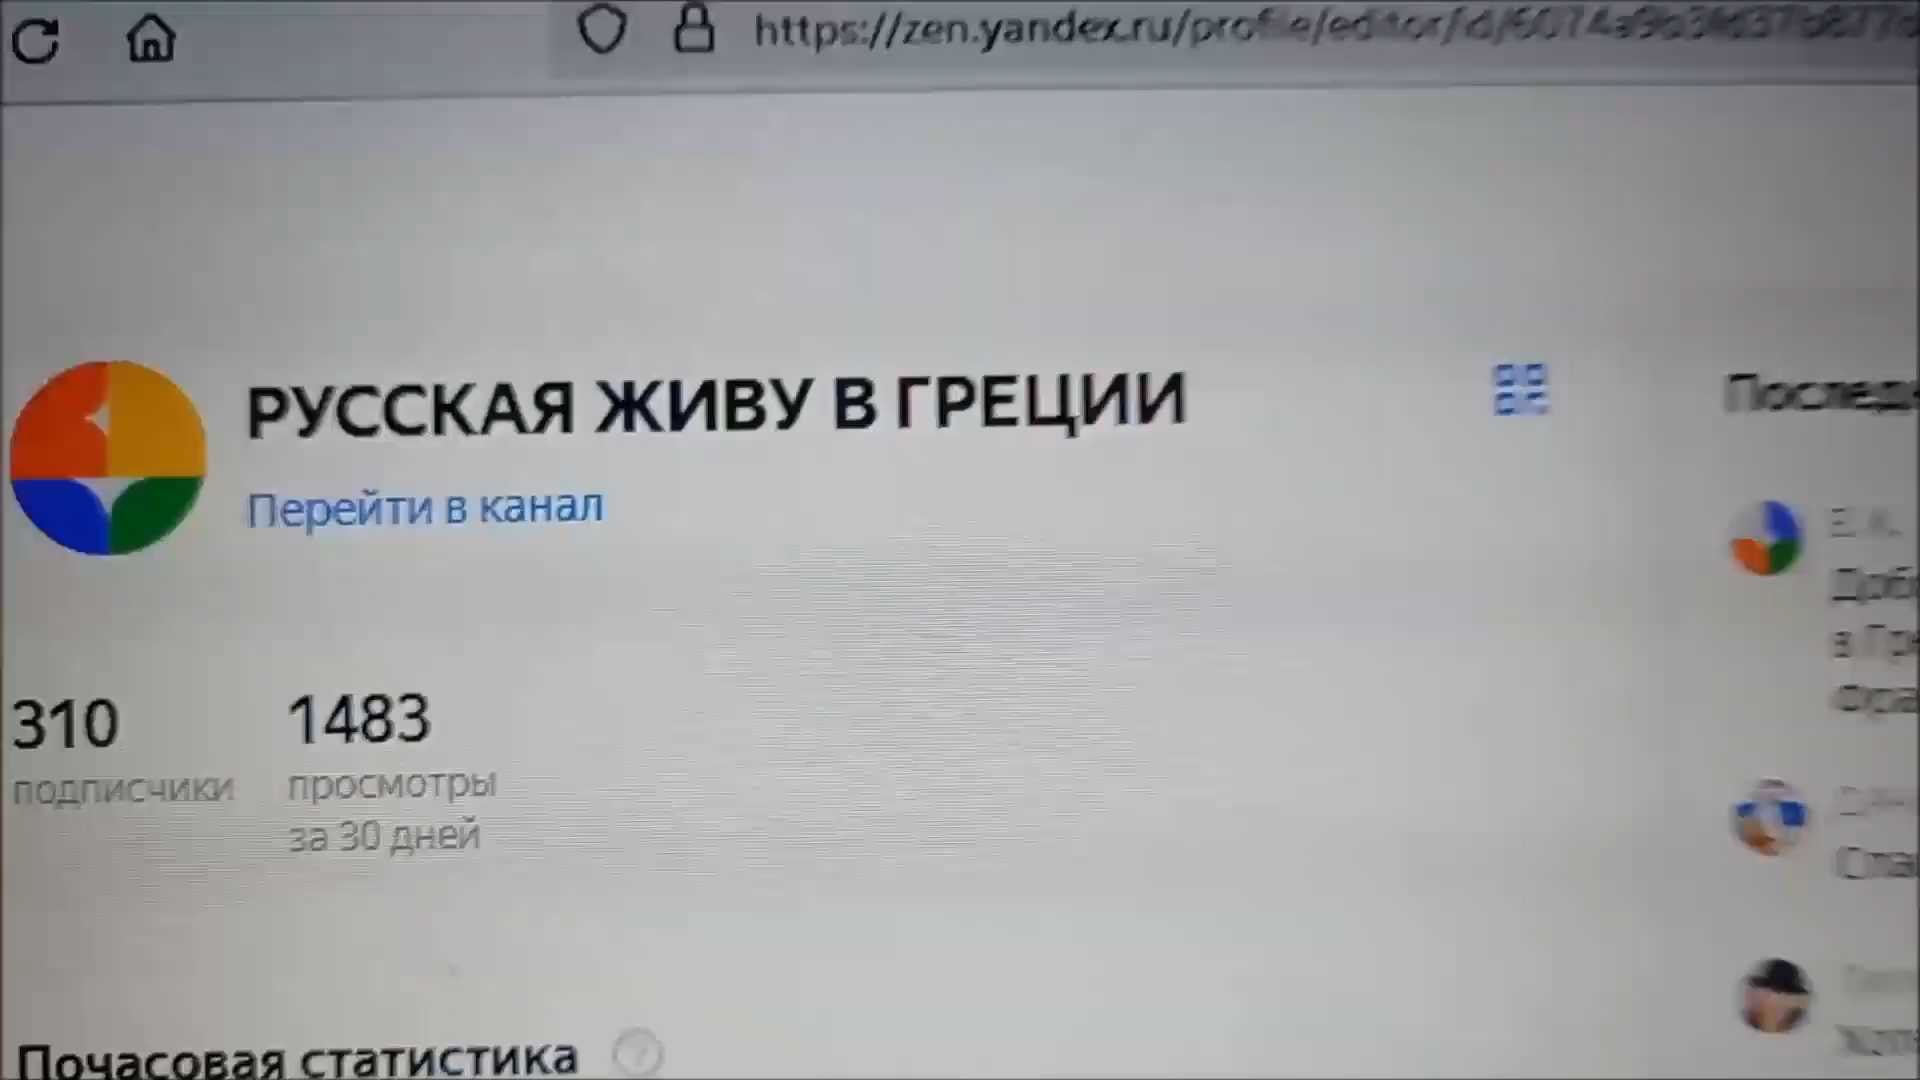 https://zen.yandex.ru/profile/editor/id/
РУССКАЯ ЖИВУ В ГРЕЦИИ
Перейти в канал
310
подписчики
1483
просмотры
за 30 дней
Почасовая статистика
?